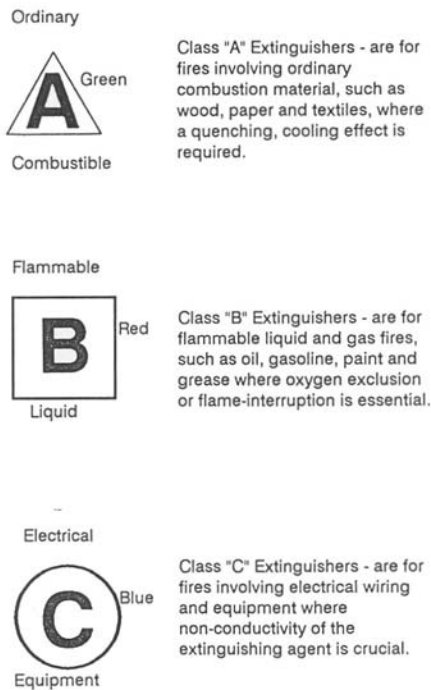 Ordinary
A
Green
Combustible
Class "A" Extinguishers - are for
fires involving ordinary
combustion material, such as
wood, paper and textiles, where
a quenching, cooling effect is
required.
Flammable
B
Red
Liquid
Class "B" Extinguishers - are for
flammable liquid and gas fires,
such as oil, gasoline, paint and
grease where oxygen exclusion
or flame-interruption is essential.
Electrical
C
Blue
Equipment
Class "C" Extinguishers - are for
fires involving electrical wiring
and equipment where
non-conductivity of the
extinguishing agent is crucial.